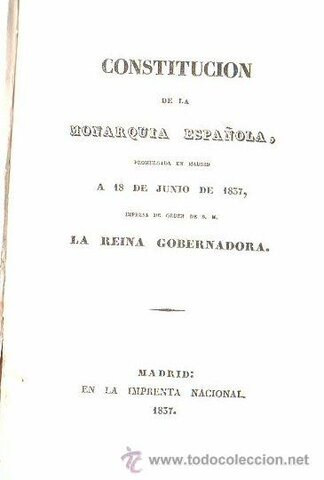 CONSTITUCION
DE LA
MONARQUIA ESPAÑOLA,
PROMULGADA EN MADRID
A 18 DE JUNIO DE 1837,
IMPRESA DE ORDEN DE S. M.
LA REINA GOBERNADORA.
MADRID:
EN LA IMPRENTA NACIONAL.
1837.
www.todocoleccion.net